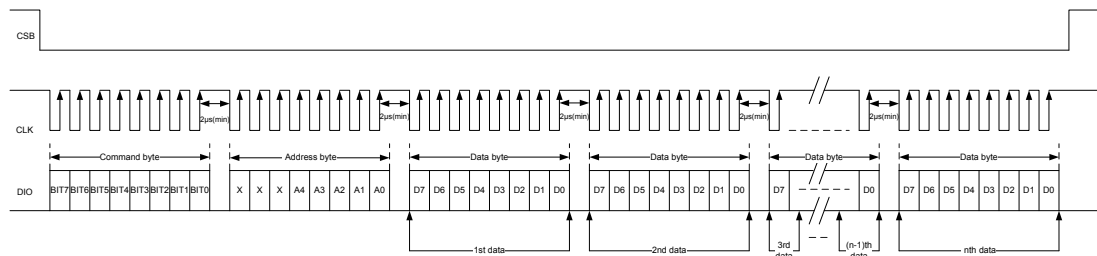 CSB
CLK
2μs(min) 2μs(min) 2μs(min) 2μs(min) 2μs(min)
Command byte Address byte Data byte Data byte Data byte Data byte
DIO BIT7 BIT6 BIT5 BIT4 BIT3 BIT2 BIT1 BIT0 X X X A4 A3 A2 A1 A0 D7 D6 D5 D4 D3 D2 D1 D0 D7 D6 D5 D4 D3 D2 D1 D0 D7 D0 D7 D6 D5 D4 D3 D2 D1 D0
1st data 2nd data 3rd data (n-1)th data nth data